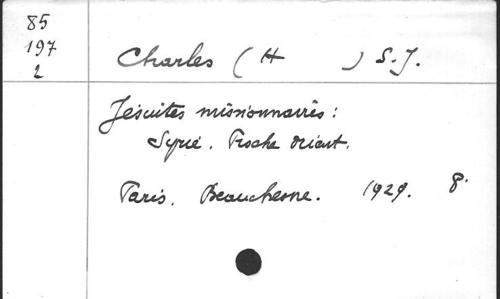 85
197
2
Charles (H ) S.J.
Jésuites missionnaires :
Syrie. Proche Orient.
Paris. Beauchesne. 1929. 8°